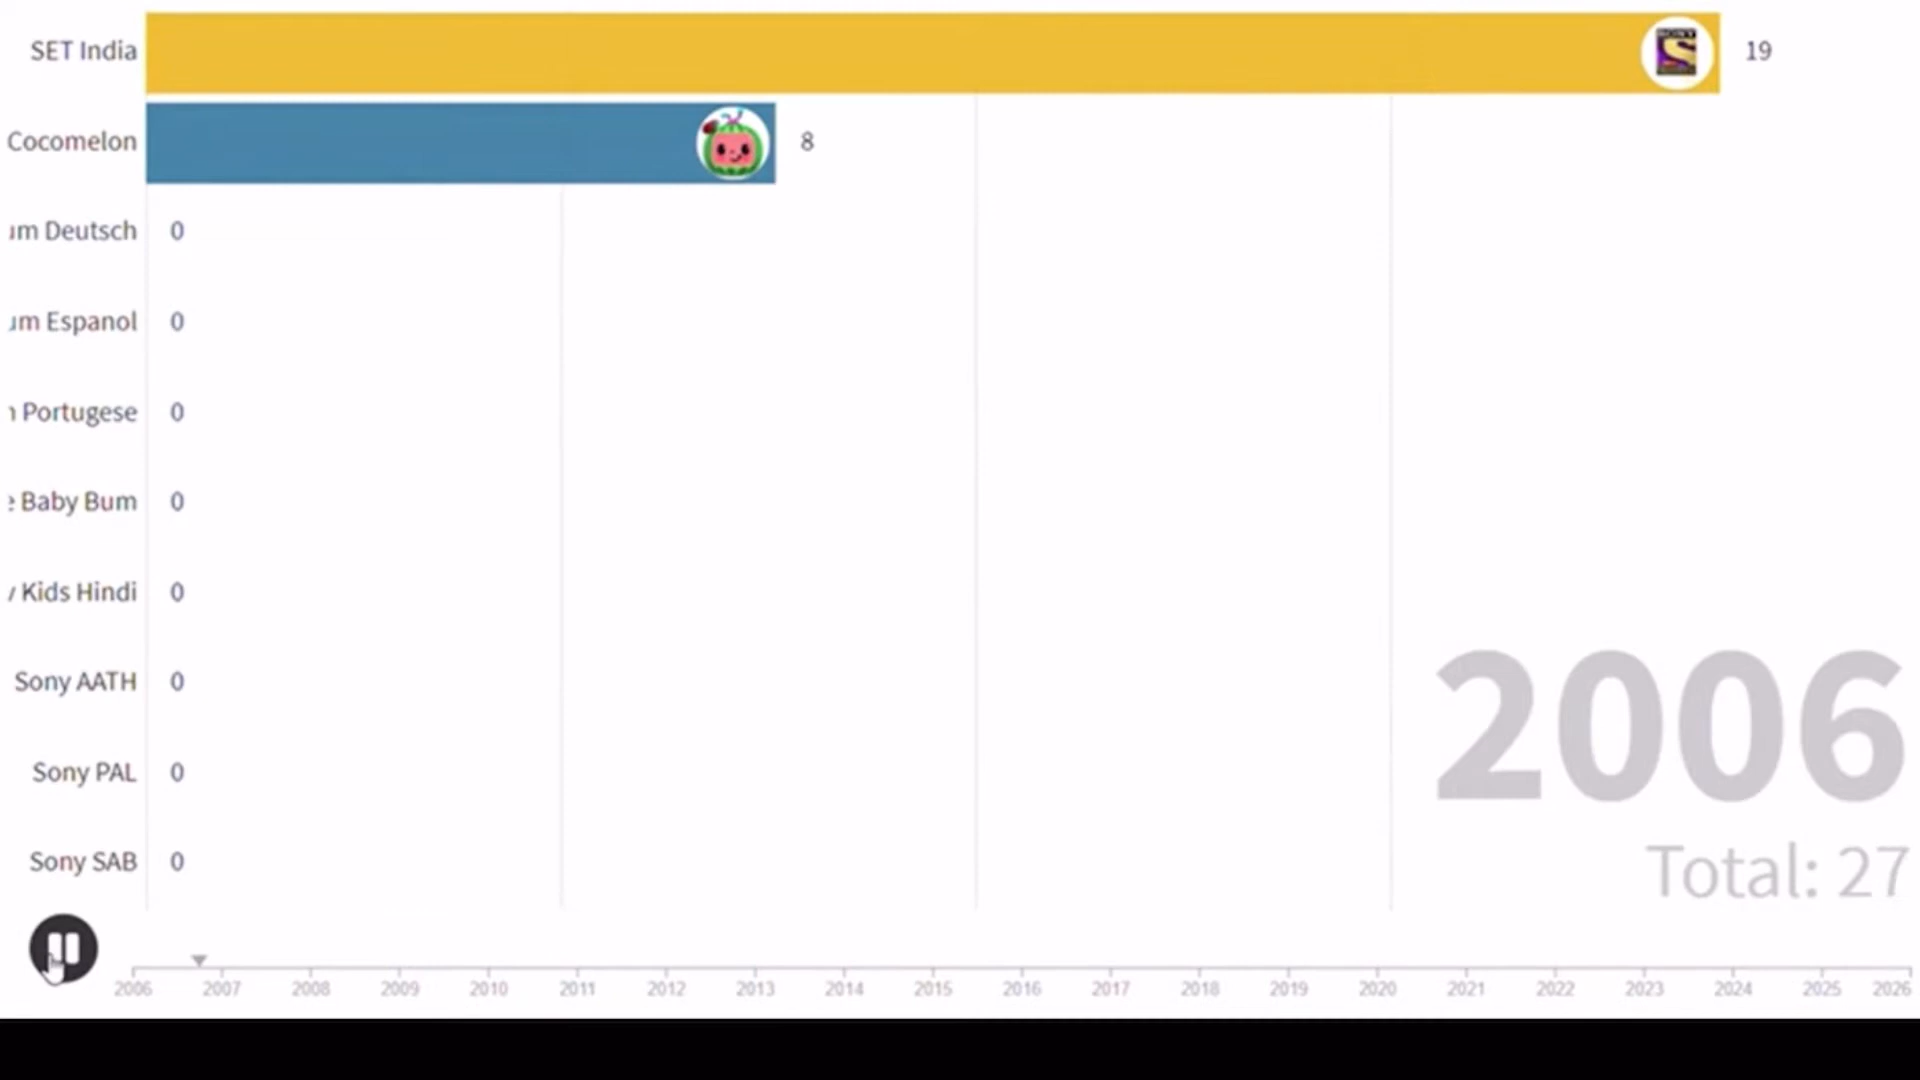 SET India 19
Cocomelon 8
um Deutsch 0
um Espanol 0
Portugese 0
Baby Bum 0
Kids Hindi 0
Sony AATH 0
Sony PAL 0
Sony SAB 0
2006
Total: 27
2006 2007 2008 2009 2010 2011 2012 2013 2014 2015 2016 2017 2018 2019 2020 2021 2022 2023 2024 2025 2026